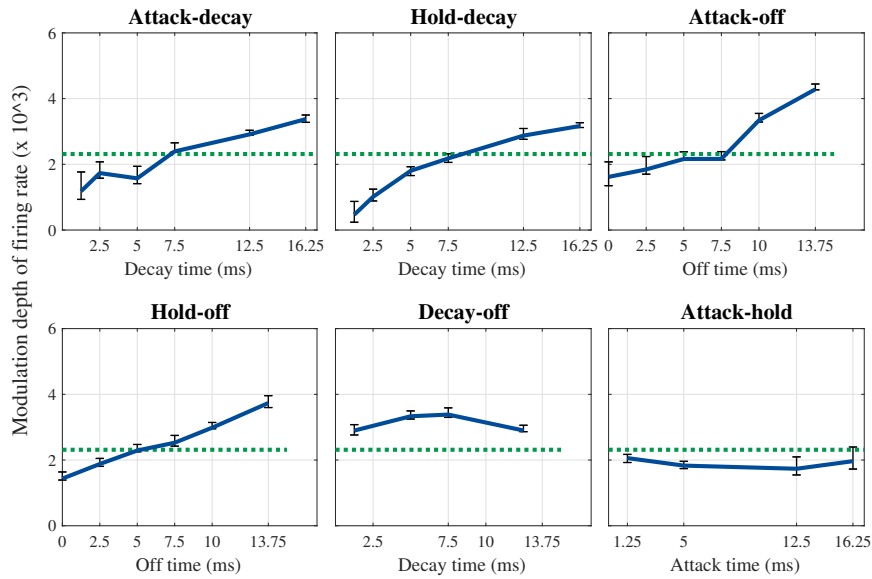 Modulation depth of firing rate (x 10^3)
Attack-decay
6
4
2
0
2.5 5 7.5 12.5 16.25
Decay time (ms)
Hold-decay
2.5 5 7.5 12.5 16.25
Decay time (ms)
Attack-off
0 2.5 5 7.5 10 13.75
Off time (ms)
Hold-off
6
4
2
0
0 2.5 5 7.5 10 13.75
Off time (ms)
Decay-off
2.5 7.5 10 13.75
Decay time (ms)
Attack-hold
1.25 5 12.5 16.25
Attack time (ms)